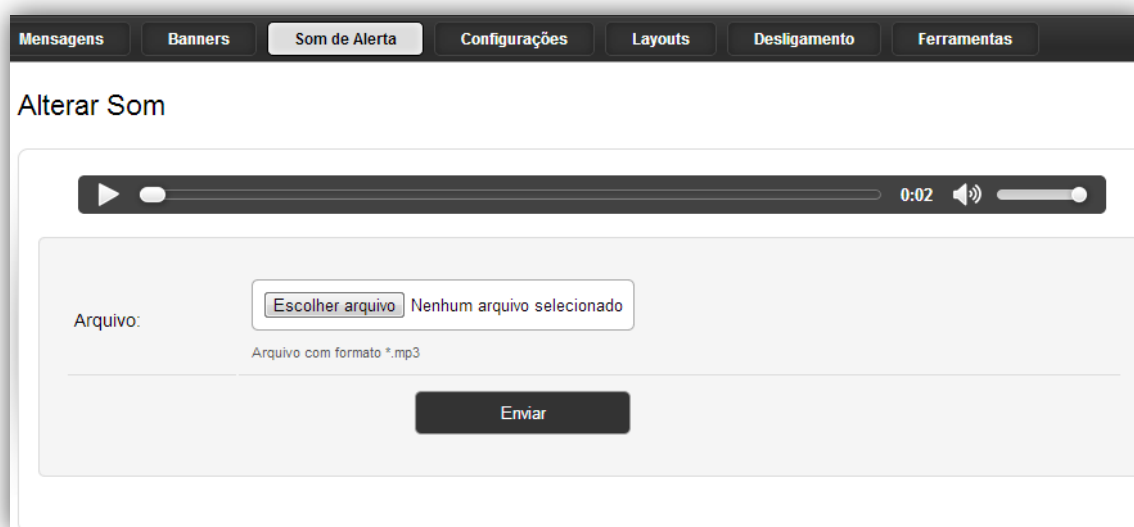 Mensagens Banners Som de Alerta Configurações Layouts Desligamento Ferramentas
Alterar Som
0:02
Escolher arquivo Nenhum arquivo selecionado
Arquivo:
Arquivo com formato *.mp3
Enviar